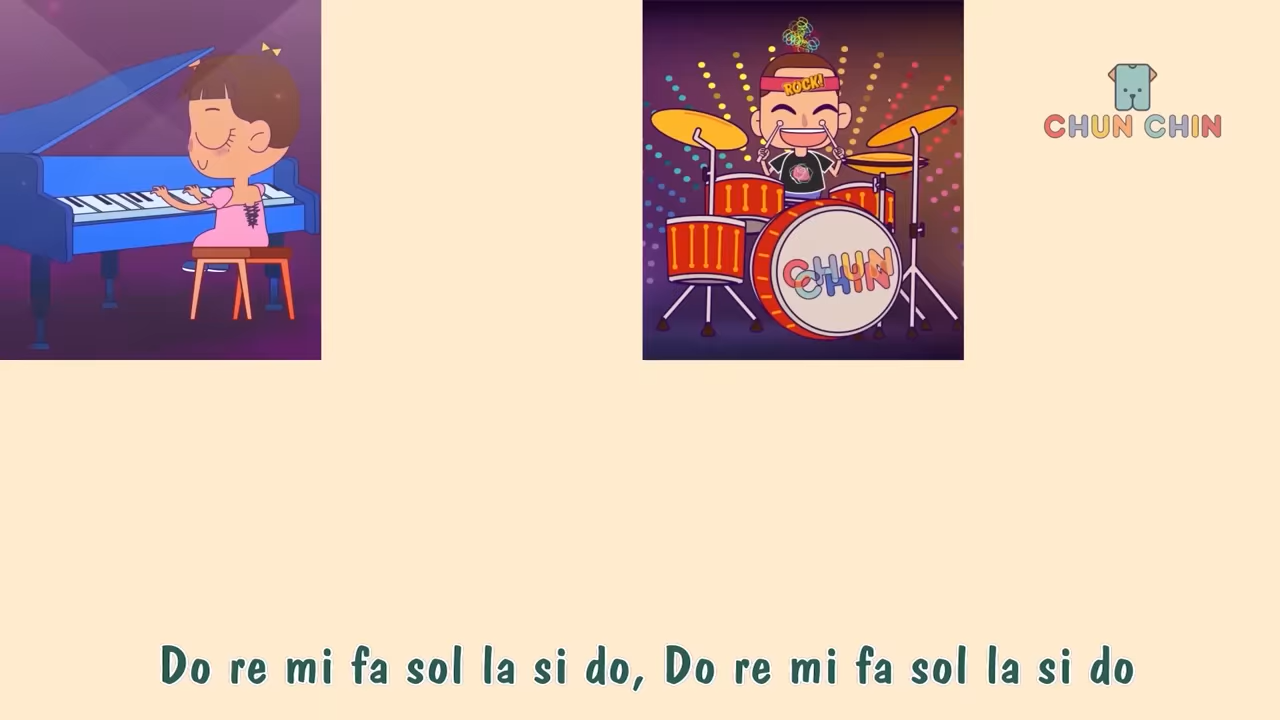 ROCK!
CHUN
CHIN
CHUN CHIN
Do re mi fa sol la si do, Do re mi fa sol la si do